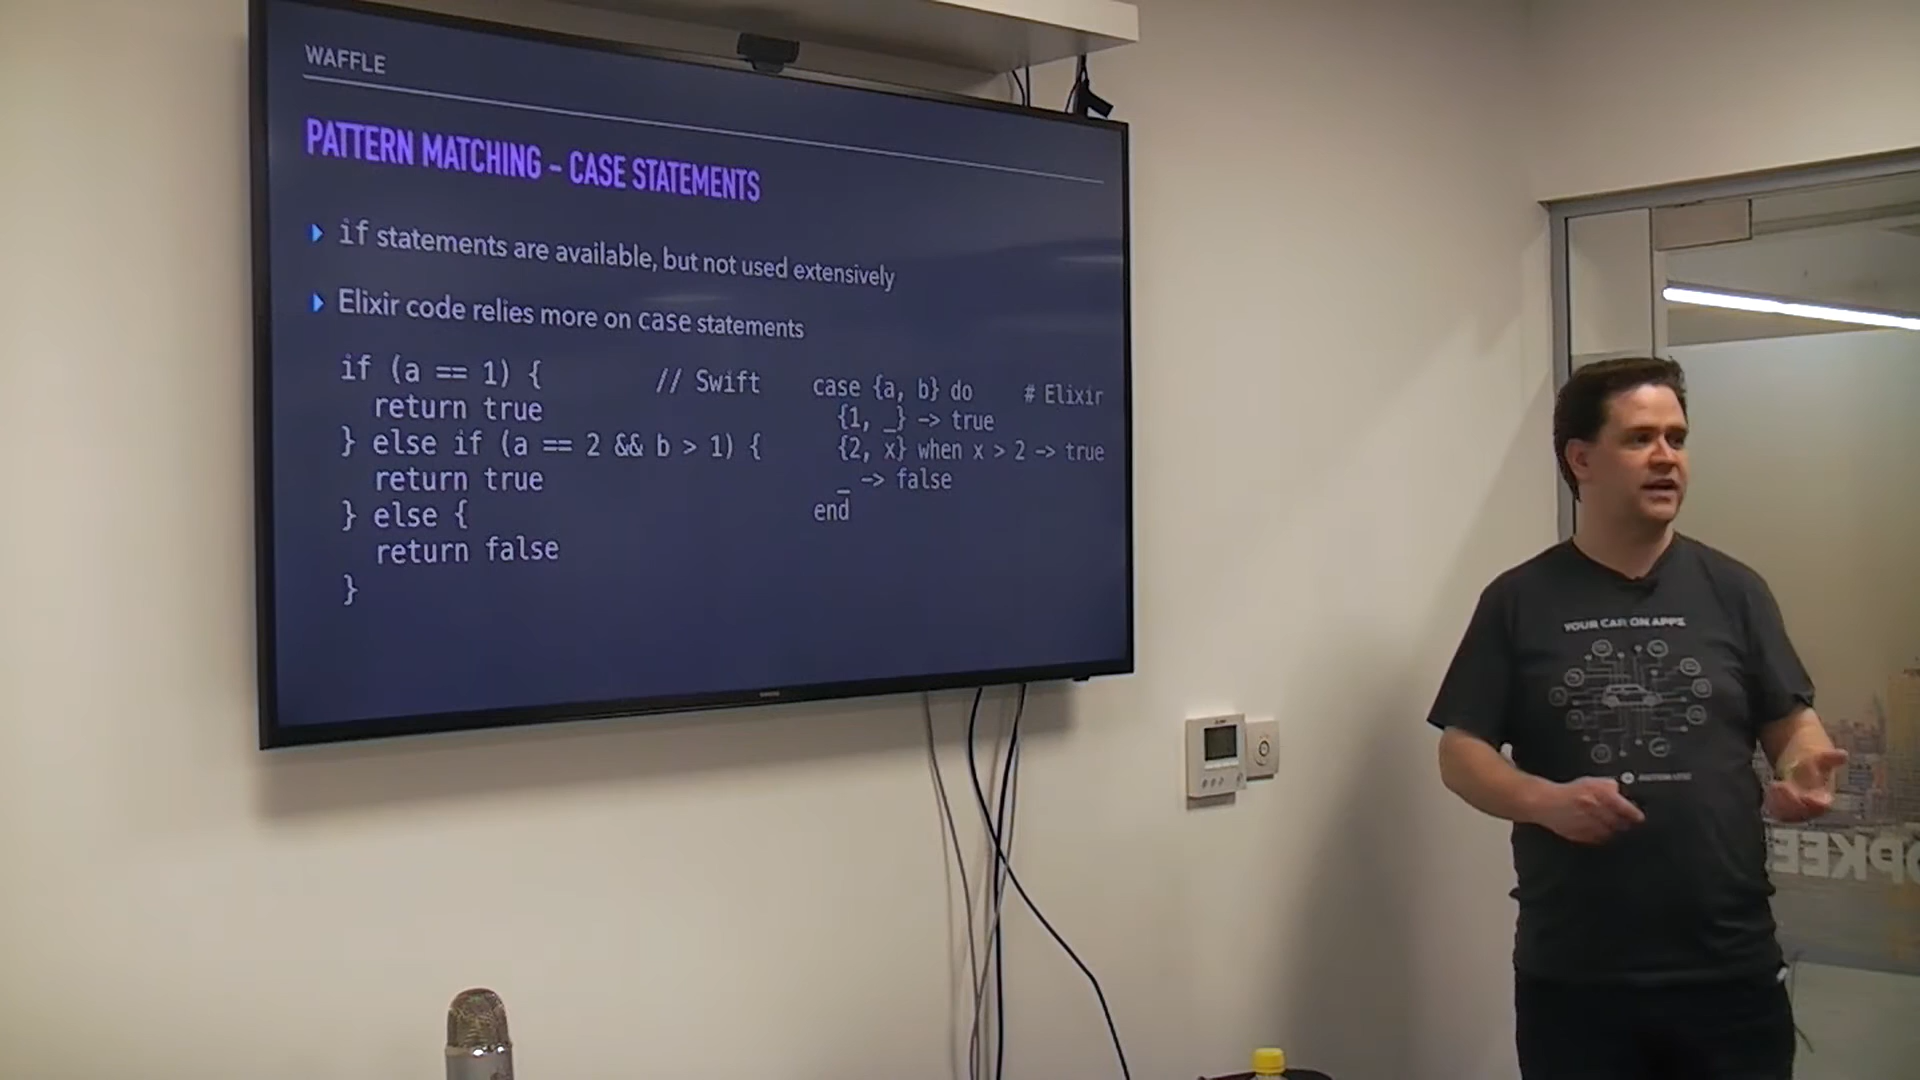 WAFFLE
PATTERN MATCHING - CASE STATEMENTS
if statements are available, but not used extensively
Elixir code relies more on case statements
if (a == 1) { // Swift
return true
} else if (a == 2 && b > 1) {
return true
} else {
return false
}
case {a, b} do # Elixir
{1, _} -> true
{2, x} when x > 2 -> true
_ -> false
end
YOUR CAR ON APPS